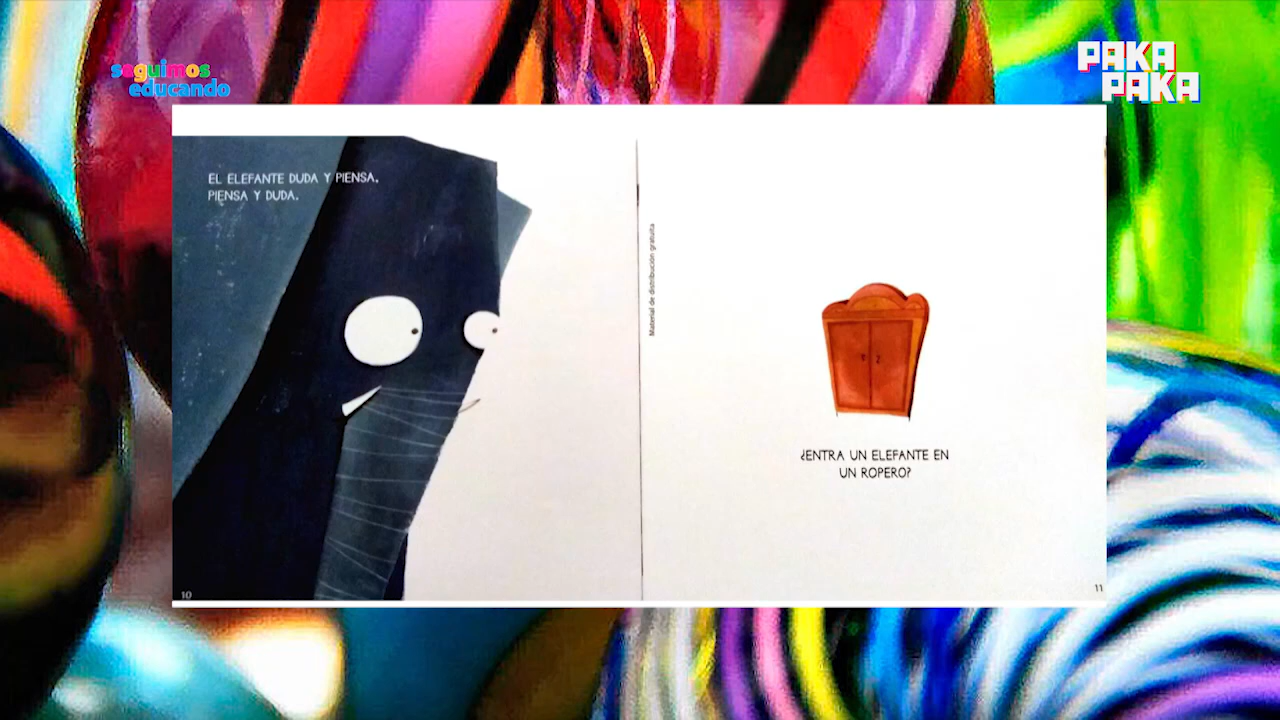 seguimos
educando
PAKA
PAKA
EL ELEFANTE DUDA Y PIENSA,
PIENSA Y DUDA.
Material de distribución gratuita
¿ENTRA UN ELEFANTE EN
UN ROPERO?
10
11